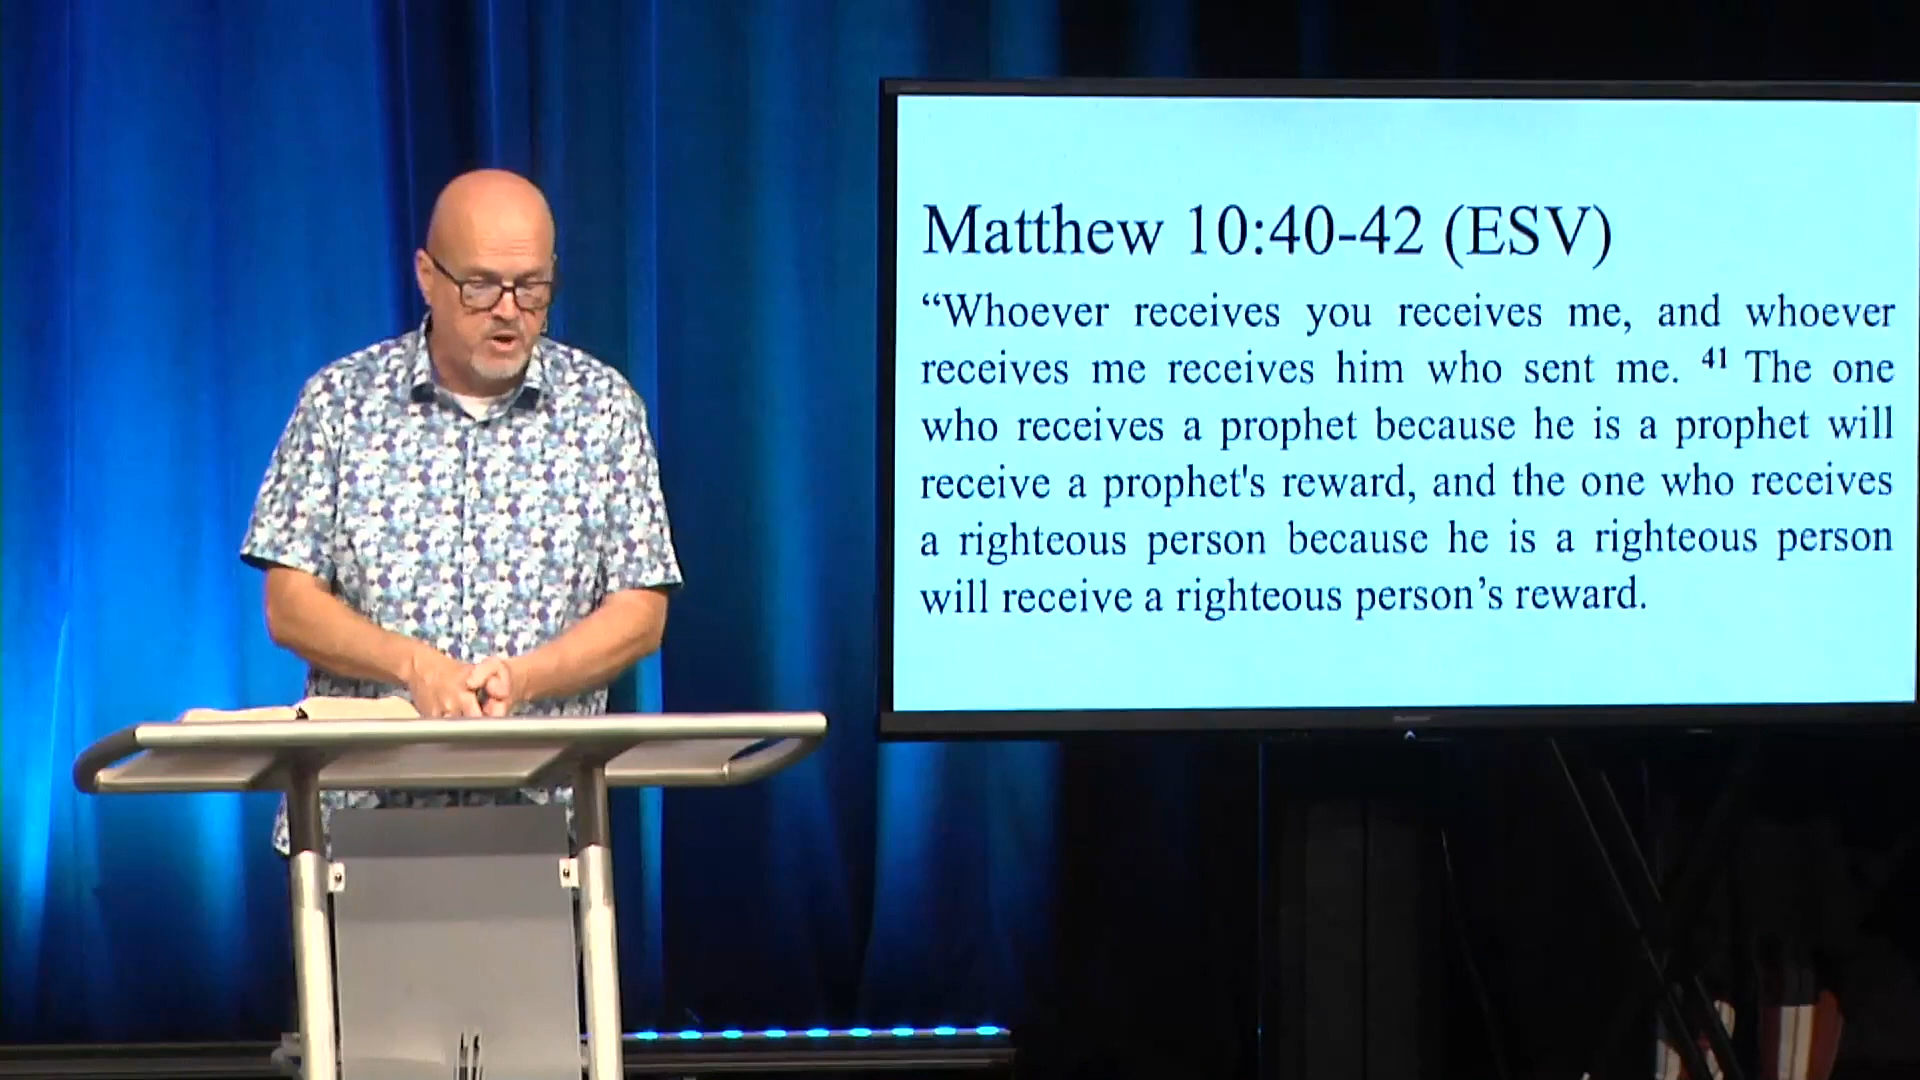 Matthew 10:40-42 (ESV)
“Whoever receives you receives me, and whoever
receives me receives him who sent me. ⁴¹ The one
who receives a prophet because he is a prophet will
receive a prophet's reward, and the one who receives
a righteous person because he is a righteous person
will receive a righteous person’s reward.